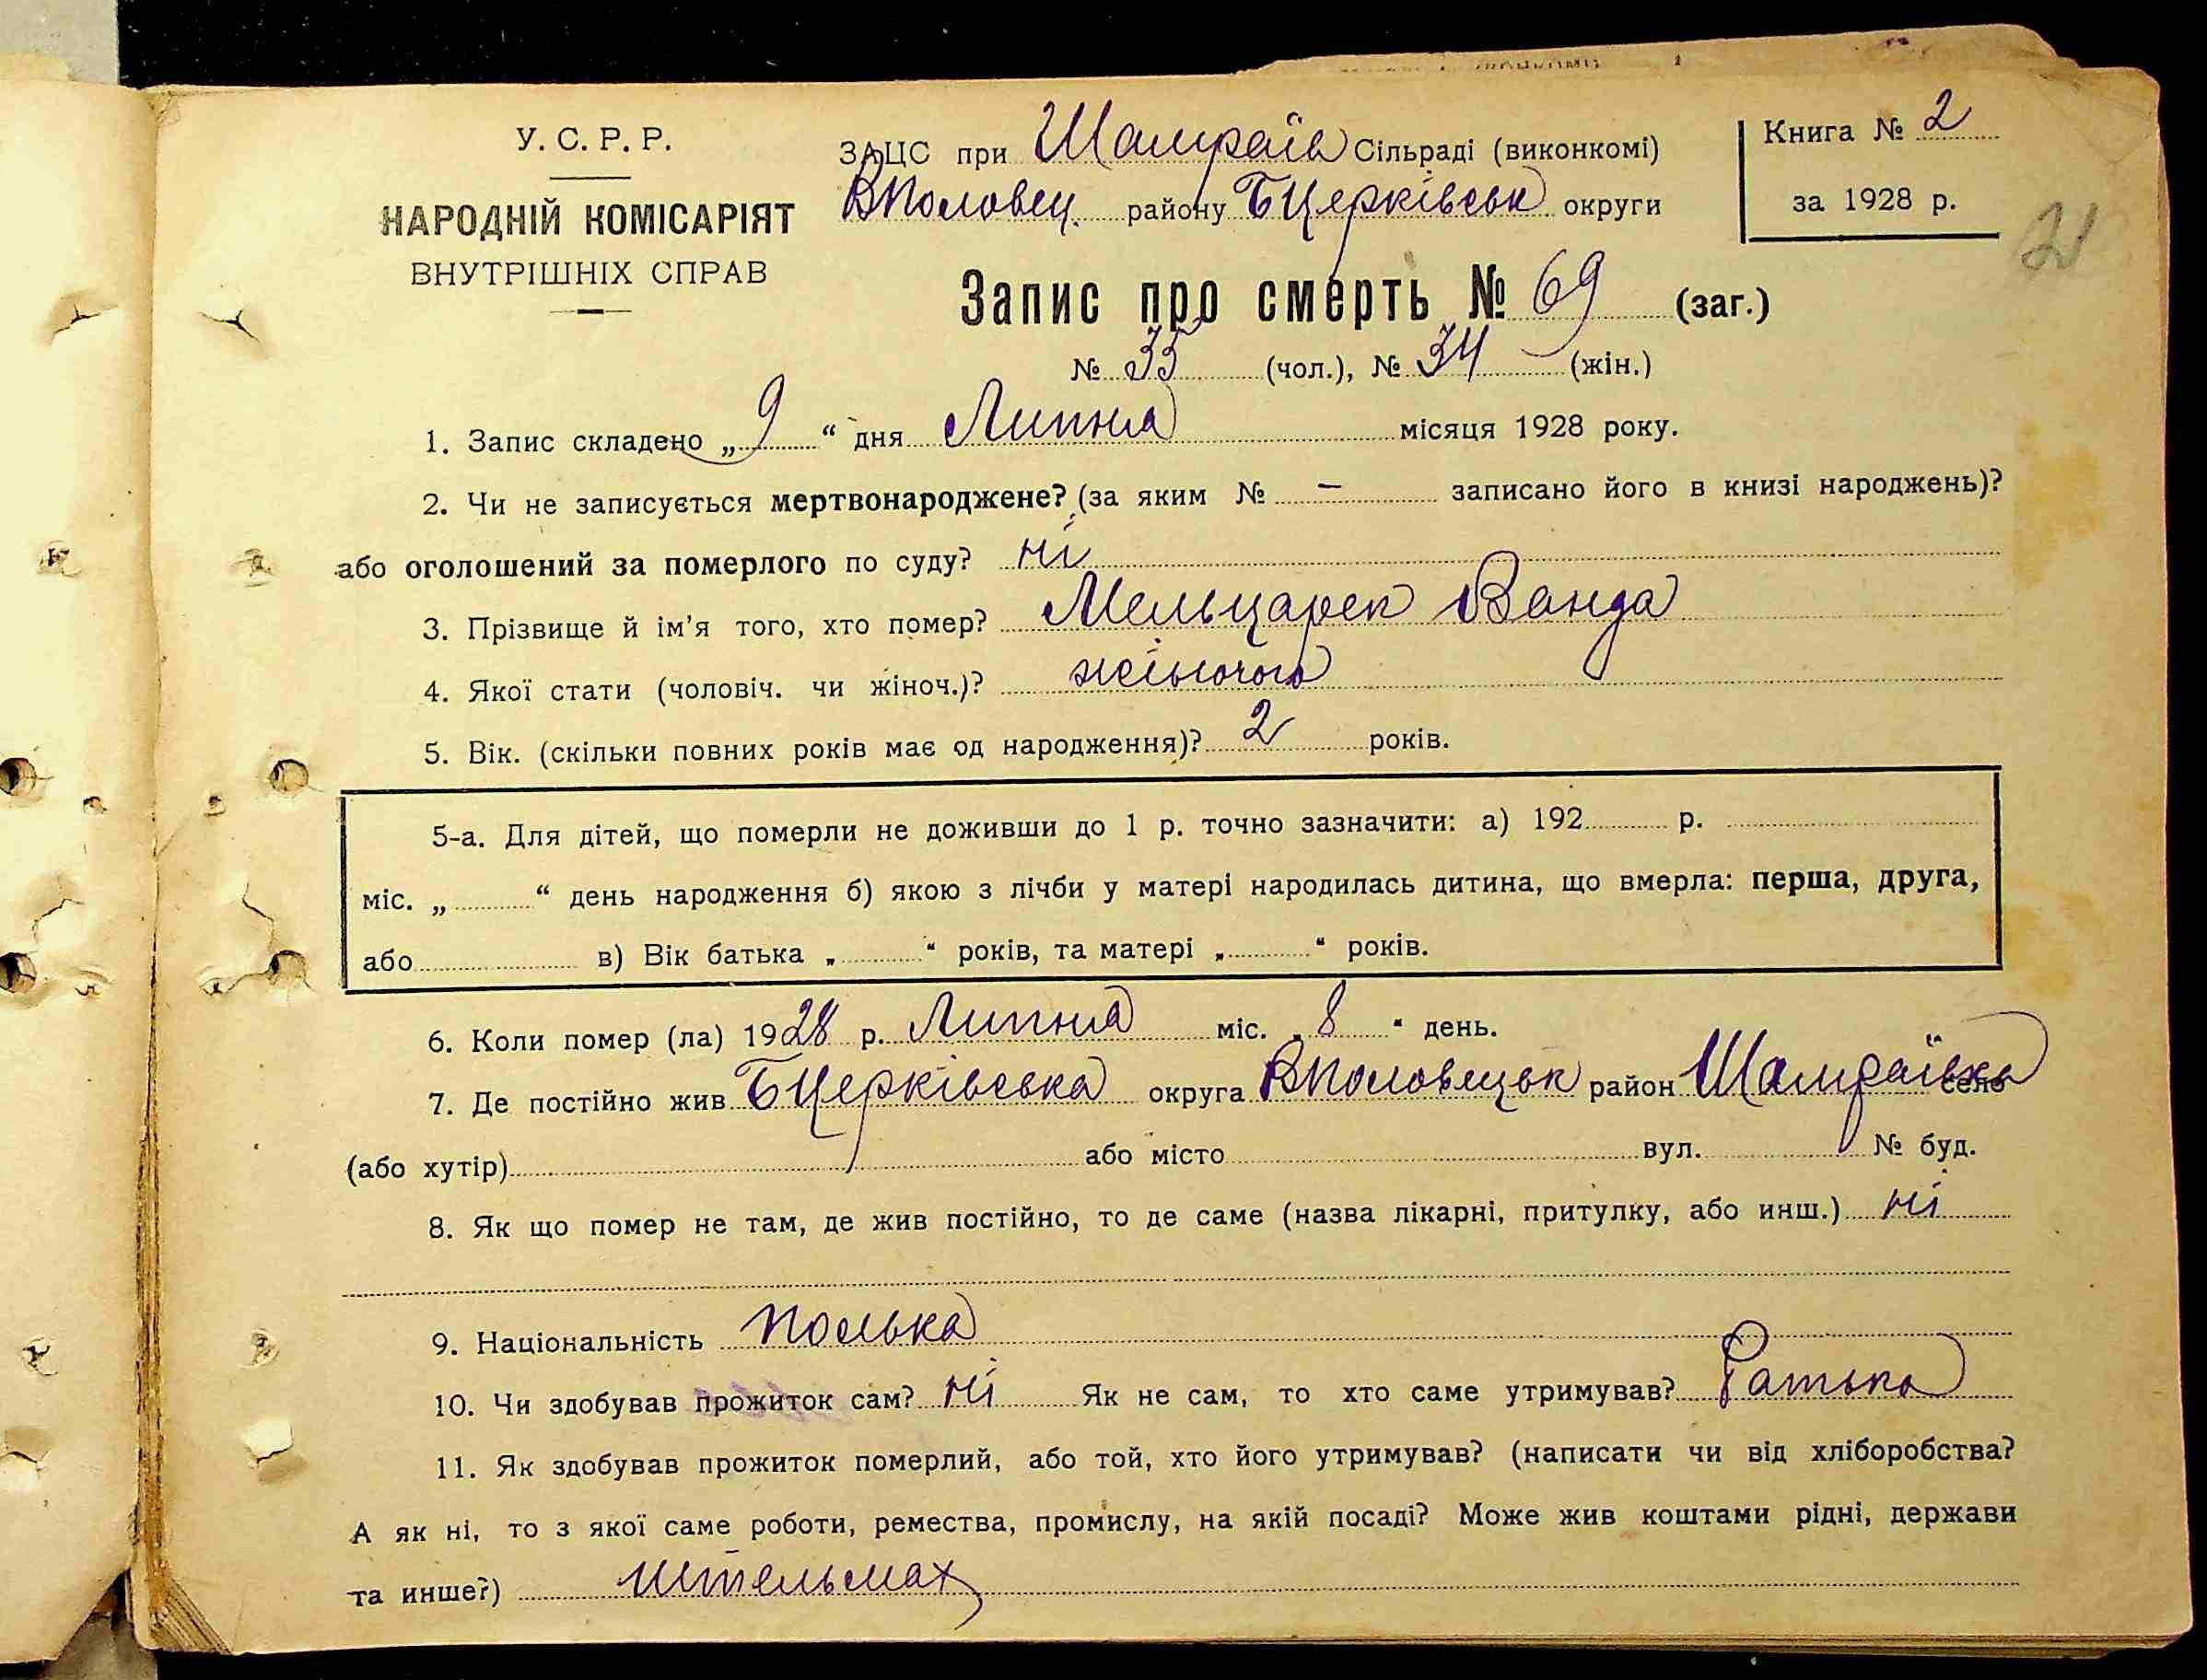 У. С. Р. Р.
НАРОДНІЙ КОМІСАРІЯТ
ВНУТРІШНІХ СПРАВ
ЗАЦС при Шамраїв Сільраді (виконкомі)
ВПоловец. району БЦерківськ округи
Книга № 2
за 1928 р.
21
Запис про смерть № 69 (заг.)
№ 35 (чол.), № 34 (жін.)
1. Запис складено „ 9 “ дня Липня місяця 1928 року.
2. Чи не записується мертвонароджене? (за яким № – записано його в книзі народжень)?
або оголошений за померлого по суду? ні
3. Прізвище й ім’я того, хто помер? Мельцарек Ванда
4. Якої стати (чоловіч. чи жіноч.)? жіночого
5. Вік. (скільки повних років має од народження)? 2 років.
5-а. Для дітей, що померли не доживши до 1 р. точно зазначити: а) 192 р.
міс. „ “ день народження б) якою з лічби у матері народилась дитина, що вмерла: перша, друга,
або в) Вік батька „ “ років, та матері „ “ років.
6. Коли помер (ла) 1928 р. Липня міс. „ 8 “ день.
7. Де постійно жив БЦерківська округа ВПоловецьк район Шамраївка село
(або хутір) або місто вул. № буд.
8. Як що помер не там, де жив постійно, то де саме (назва лікарні, притулку, або инш.) ні
9. Національність полька
10. Чи здобував прожиток сам? ні Як не сам, то хто саме утримував? Батько
11. Як здобував прожиток померлий, або той, хто його утримував? (написати чи від хліборобства?
А як ні, то з якої саме роботи, ремества, промислу, на якій посаді? Може жив коштами рідні, держави
та инше?) штельмах